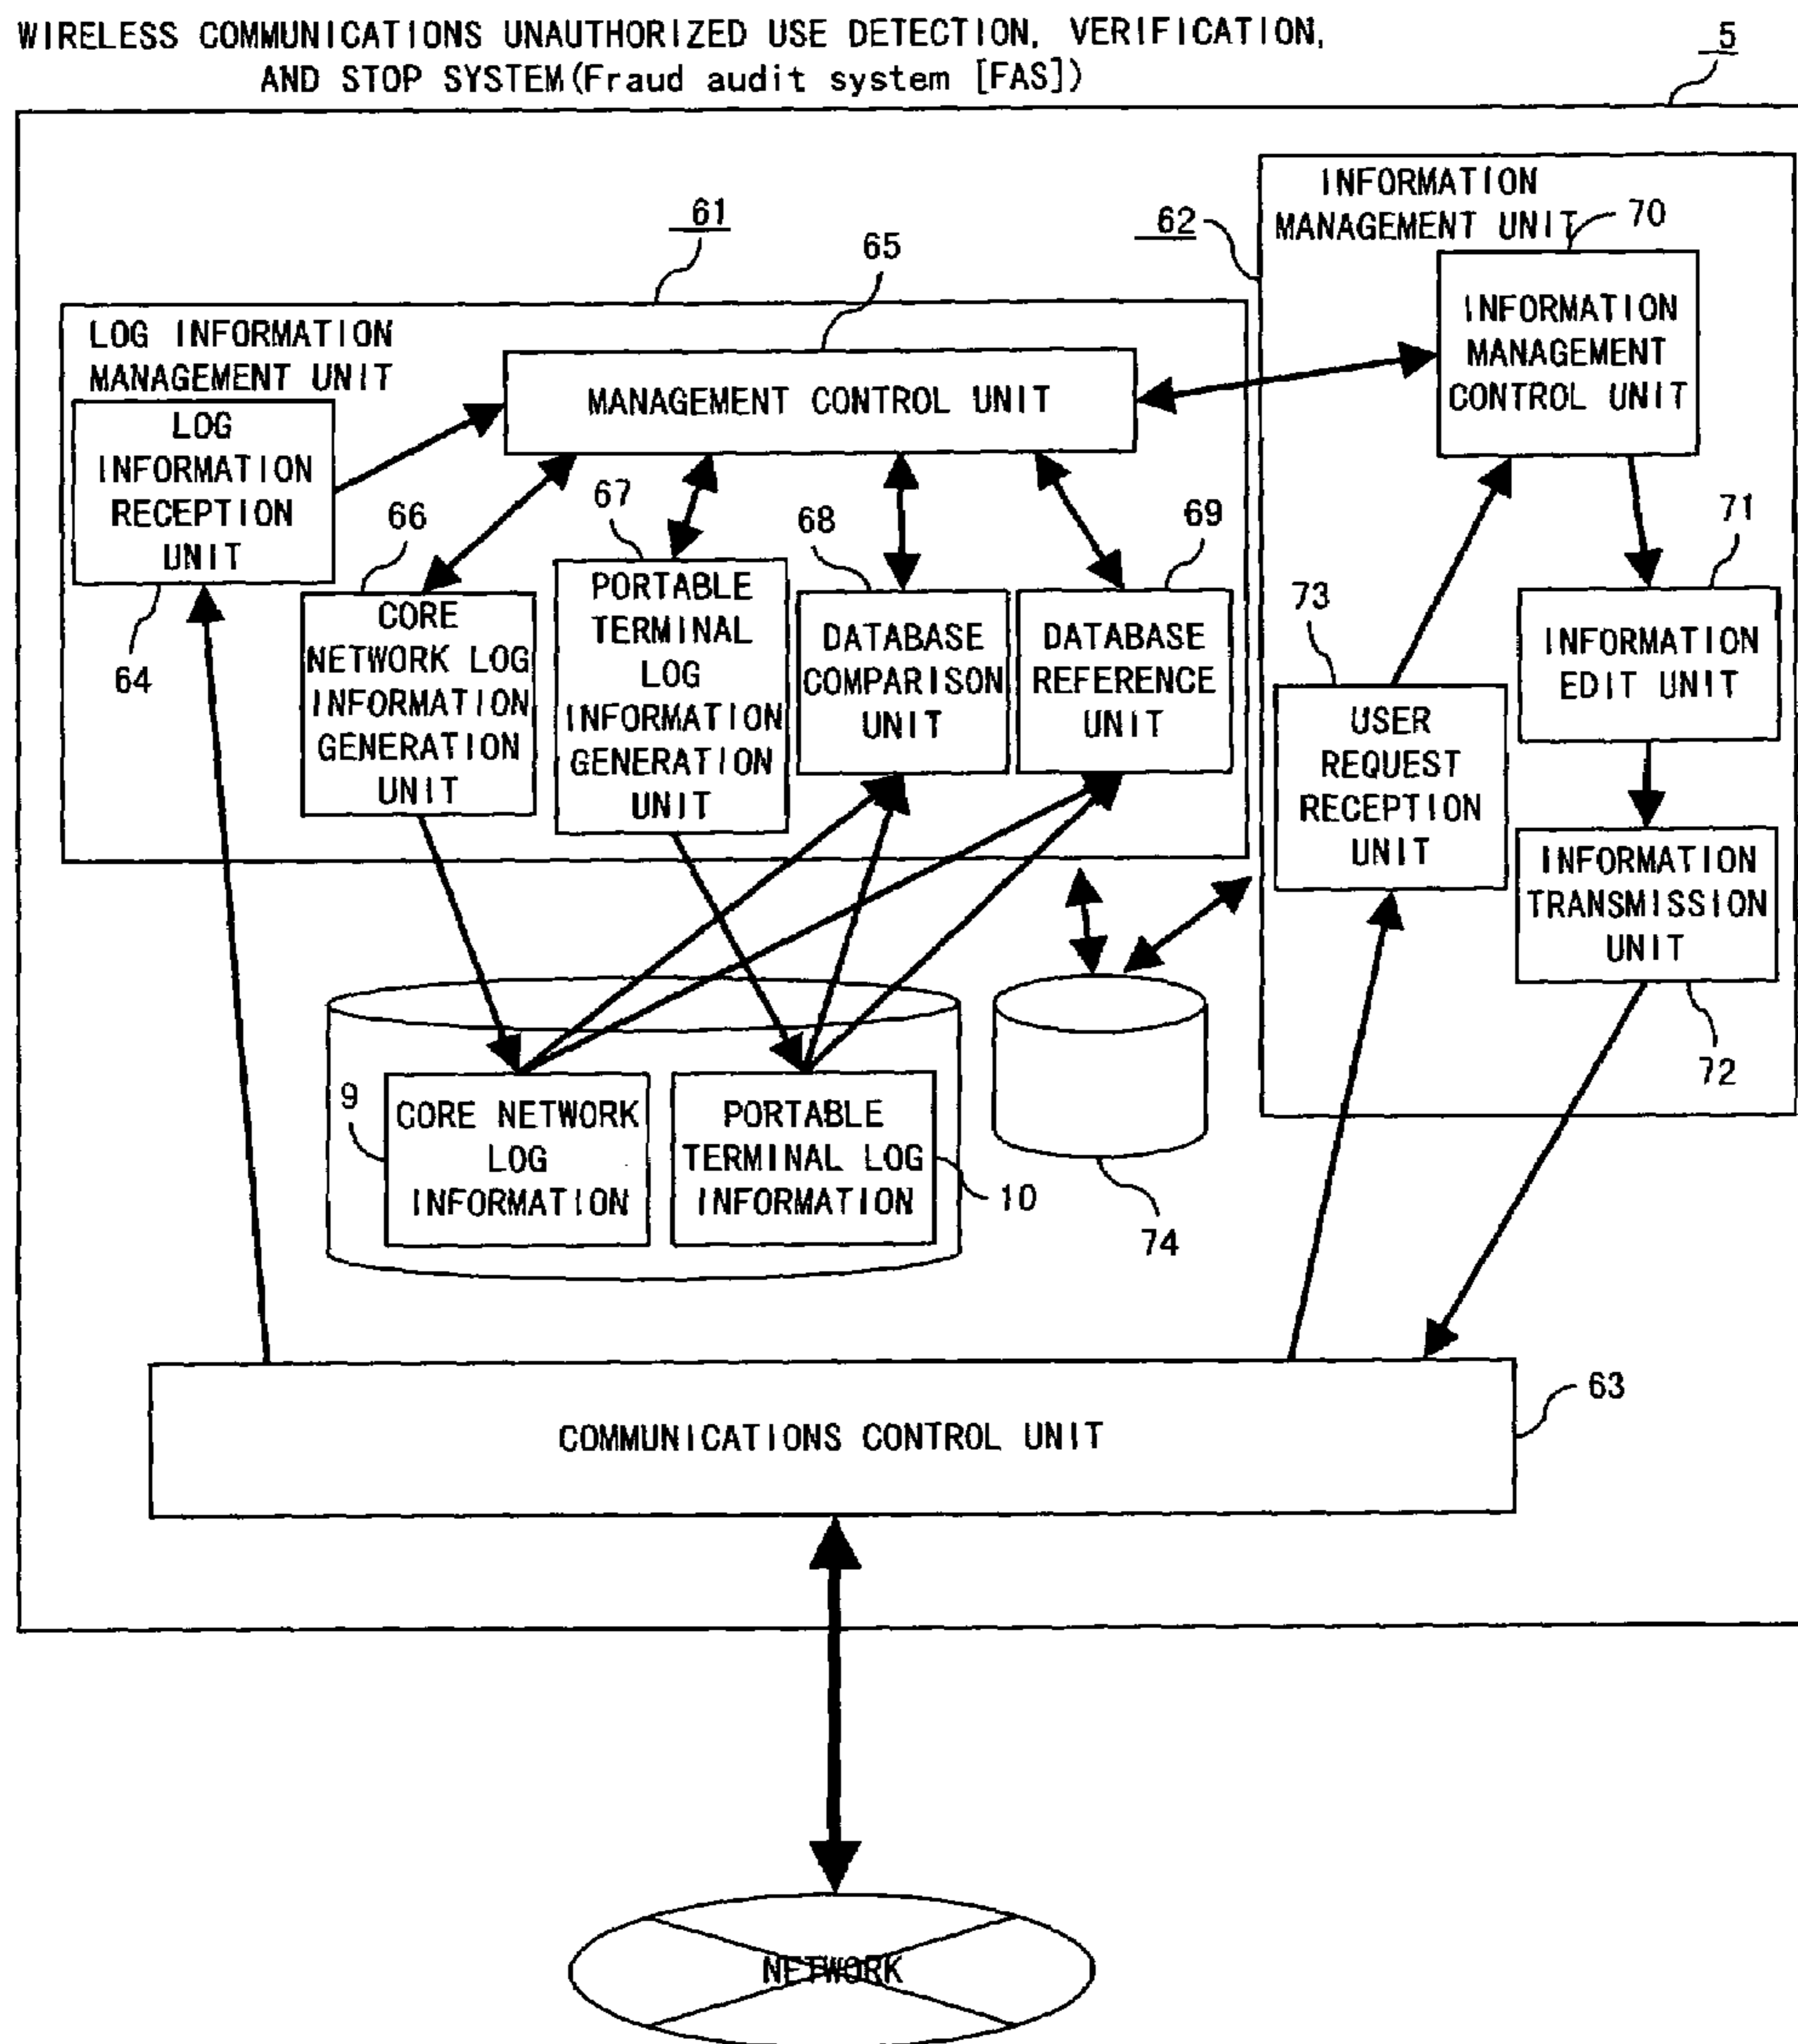 WIRELESS COMMUNICATIONS UNAUTHORIZED USE DETECTION, VERIFICATION,
AND STOP SYSTEM(Fraud audit system [FAS])
5
61
62
65
INFORMATION
MANAGEMENT UNIT
70
INFORMATION
MANAGEMENT
CONTROL UNIT
LOG INFORMATION
MANAGEMENT UNIT
MANAGEMENT CONTROL UNIT
LOG
INFORMATION
RECEPTION
UNIT
64
66
67
68
69
71
73
CORE
NETWORK LOG
INFORMATION
GENERATION
UNIT
PORTABLE
TERMINAL
LOG
INFORMATION
GENERATION
UNIT
DATABASE
COMPARISON
UNIT
DATABASE
REFERENCE
UNIT
INFORMATION
EDIT UNIT
USER
REQUEST
RECEPTION
UNIT
INFORMATION
TRANSMISSION
UNIT
72
9
CORE NETWORK
LOG
INFORMATION
PORTABLE
TERMINAL LOG
INFORMATION
10
74
COMMUNICATIONS CONTROL UNIT
63
NETWORK